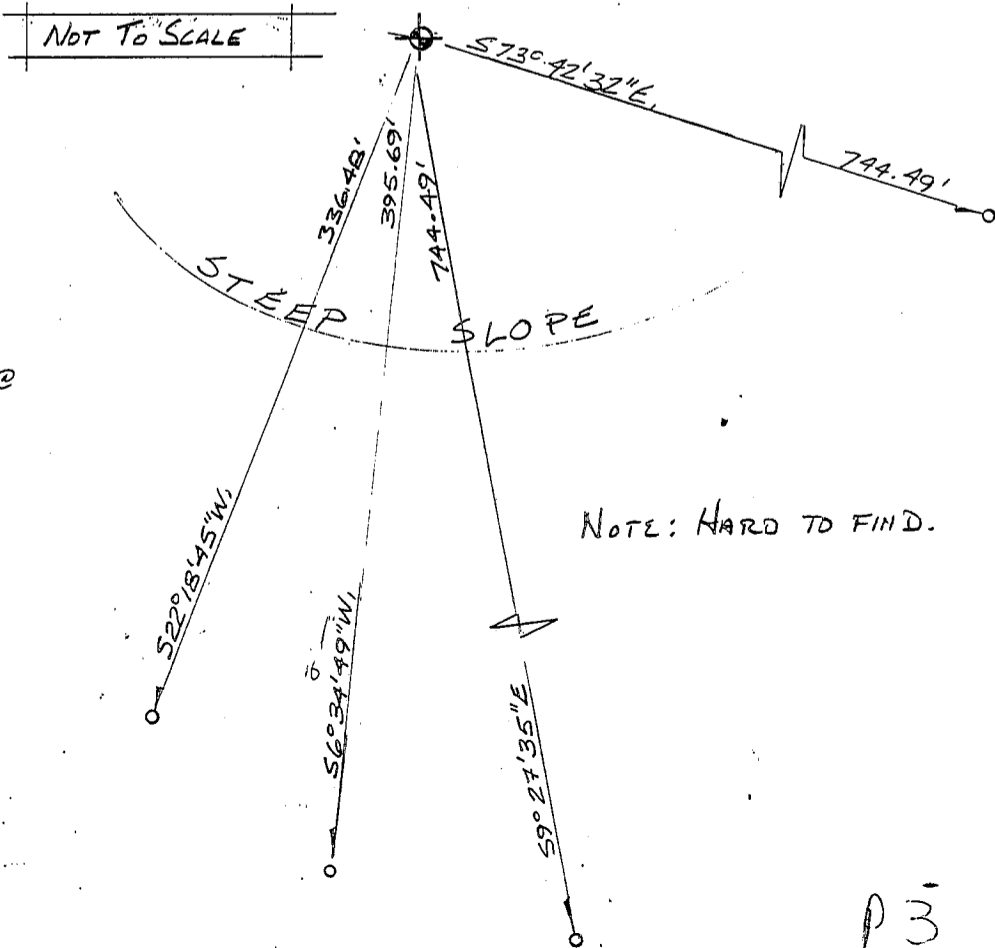 NOT TO SCALE
S73°42'32"E,
744.49'
336.48'
395.69'
744.49'
STEEP SLOPE
@
NOTE: HARD TO FIND.
S22°18'45"W,
S6°34'49"W,
S9°27'35"E
P3